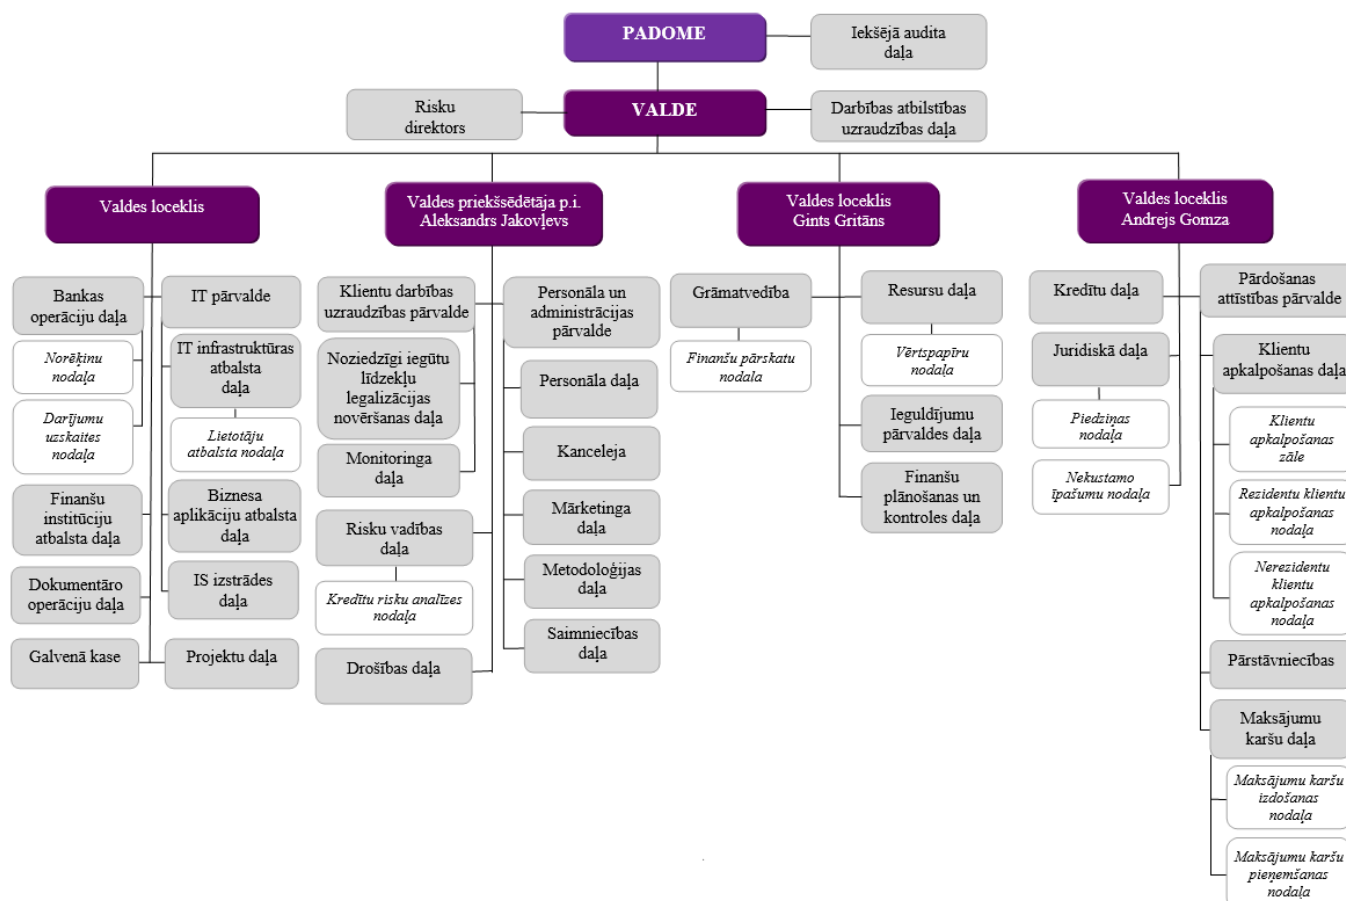 PADOME
Iekšējā audita
daļa
Risku
direktors
VALDE
Darbības atbilstības
uzraudzības daļa
Valdes loceklis
Valdes priekšsēdētāja p.i.
Aleksandrs Jakovļevs
Valdes loceklis
Gints Gritāns
Valdes loceklis
Andrejs Gomza
Bankas
operāciju daļa
Norēķinu
nodaļa
Darījumu
uzskaites
nodaļa
Finanšu
institūciju
atbalsta daļa
Dokumentāro
operāciju daļa
Galvenā kase
IT pārvalde
IT infrastruktūras
atbalsta
daļa
Lietotāju
atbalsta nodaļa
Biznesa
aplikāciju atbalsta
daļa
IS izstrādes
daļa
Projektu daļa
Klientu darbības
uzraudzības pārvalde
Noziedzīgi iegūtu
līdzekļu
legalizācijas
novēršanas daļa
Monitoringa
daļa
Risku vadības
daļa
Kredītu risku analīzes
nodaļa
Drošības daļa
Personāla un
administrācijas
pārvalde
Personāla daļa
Kanceleja
Mārketinga
daļa
Metodoloģijas
daļa
Saimniecības
daļa
Grāmatvedība
Finanšu pārskatu
nodala
Resursu daļa
Vērtspapīru
nodaļa
Ieguldījumu
pārvaldes daļa
Finanšu
plānošanas un
kontroles daļa
Kredītu daļa
Juridiskā daļa
Piedziņas
nodaļa
Nekustamo
īpašumu nodaļa
Pārdošanas
attīstības pārvalde
Klientu
apkalpošanas daļa
Klientu
apkalpošanas
zāle
Rezidentu klientu
apkalpošanas
nodaļa
Nerezidentu
klientu
apkalpošanas
nodaļa
Pārstāvniecības
Maksājumu
karšu daļa
Maksājumu karšu
izdošanas
nodaļa
Maksājumu karšu
pieņemšanas
nodaļa